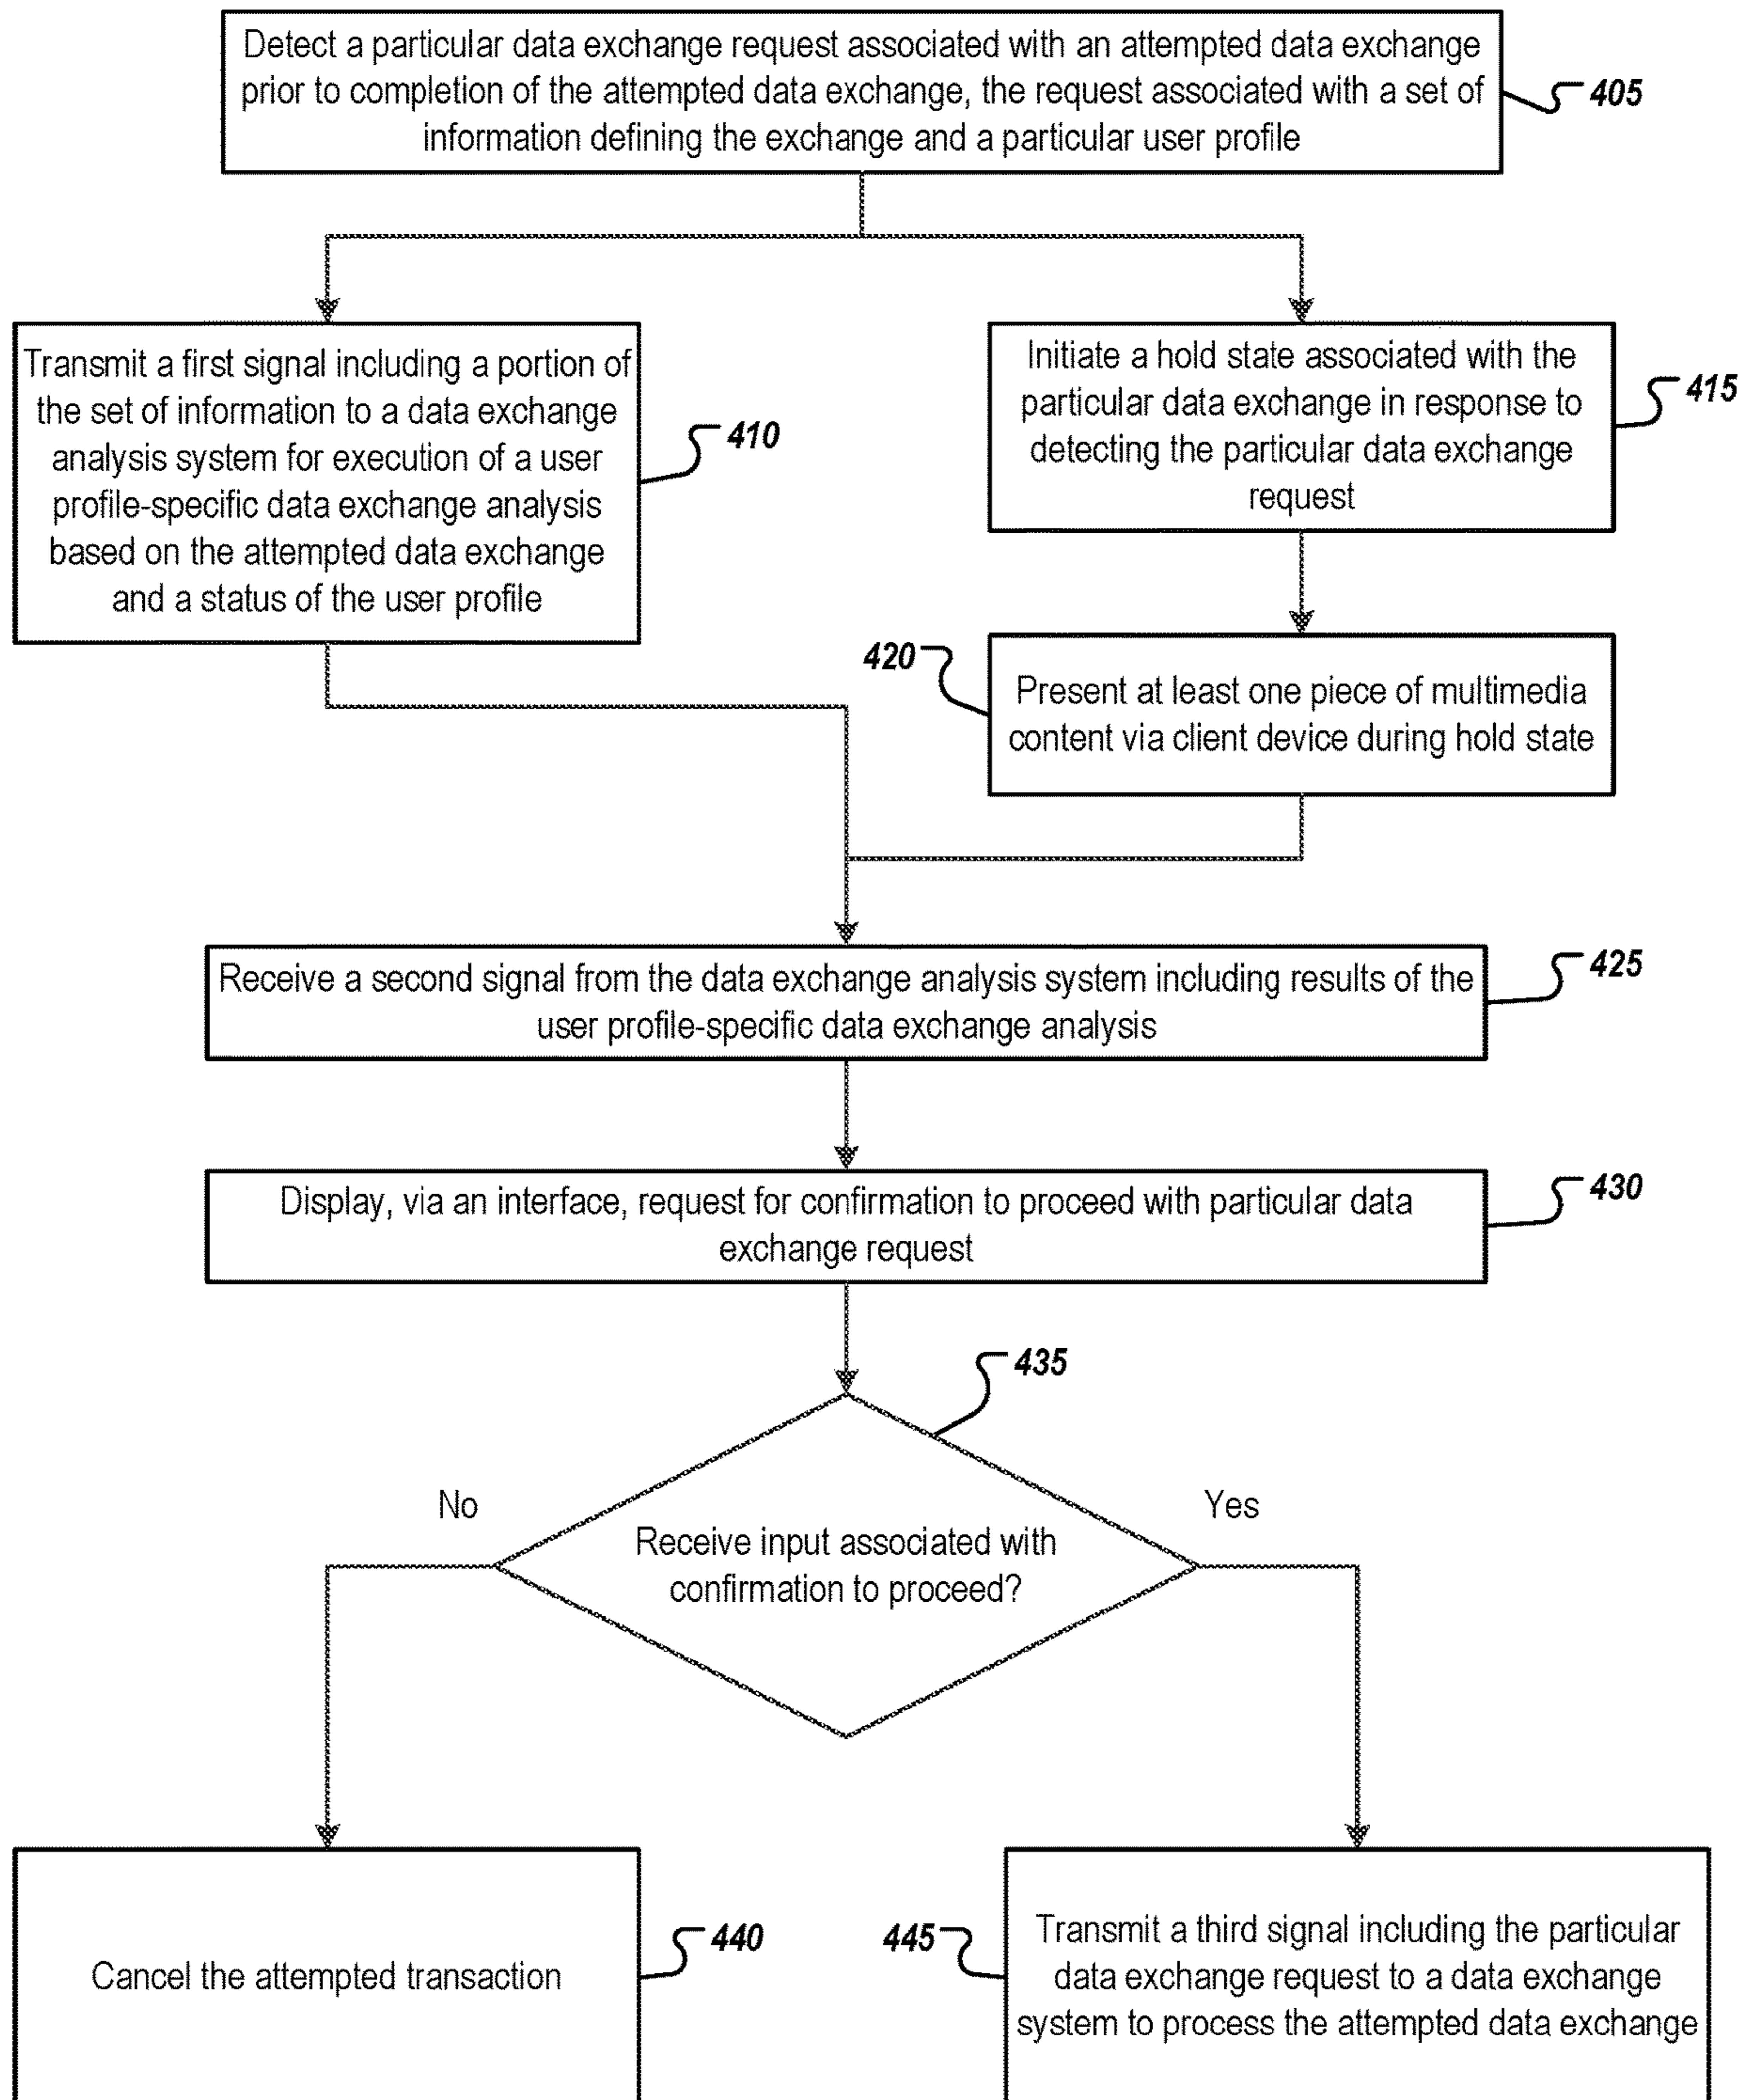 Detect a particular data exchange request associated with an attempted data exchange
prior to completion of the attempted data exchange, the request associated with a set of
information defining the exchange and a particular user profile
405
Transmit a first signal including a portion of
the set of information to a data exchange
analysis system for execution of a user
profile-specific data exchange analysis
based on the attempted data exchange
and a status of the user profile
410
Initiate a hold state associated with the
particular data exchange in response to
detecting the particular data exchange
request
415
420
Present at least one piece of multimedia
content via client device during hold state
Receive a second signal from the data exchange analysis system including results of the
user profile-specific data exchange analysis
425
Display, via an interface, request for confirmation to proceed with particular data
exchange request
430
435
No
Yes
Receive input associated with
confirmation to proceed?
Cancel the attempted transaction
440
445
Transmit a third signal including the particular
data exchange request to a data exchange
system to process the attempted data exchange